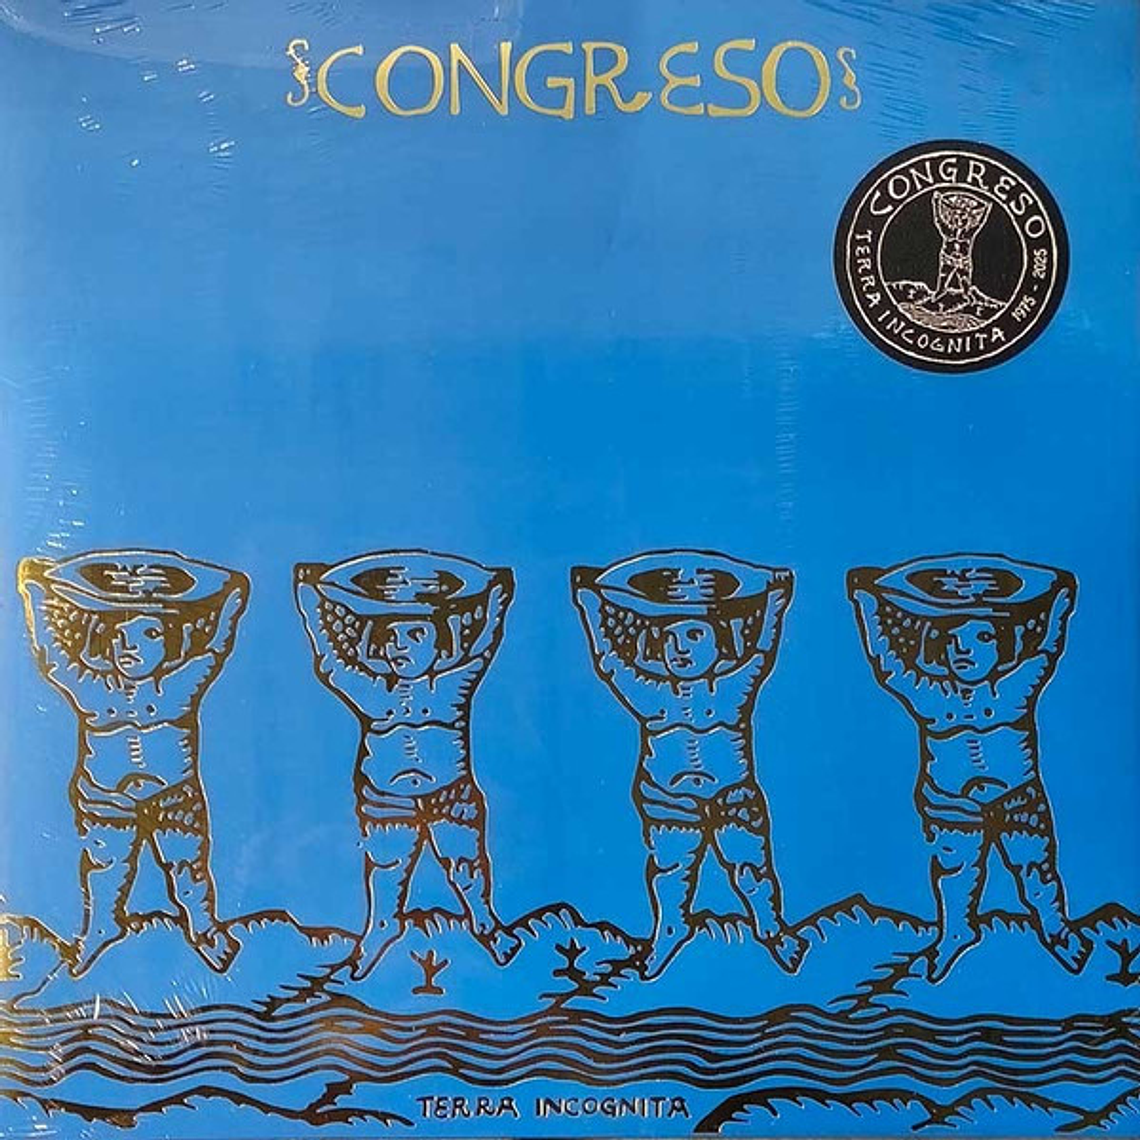 CONGRESO
CONGRESO
TERRA INCOGNITA 1975 - 2025
TERRA INCOGNITA